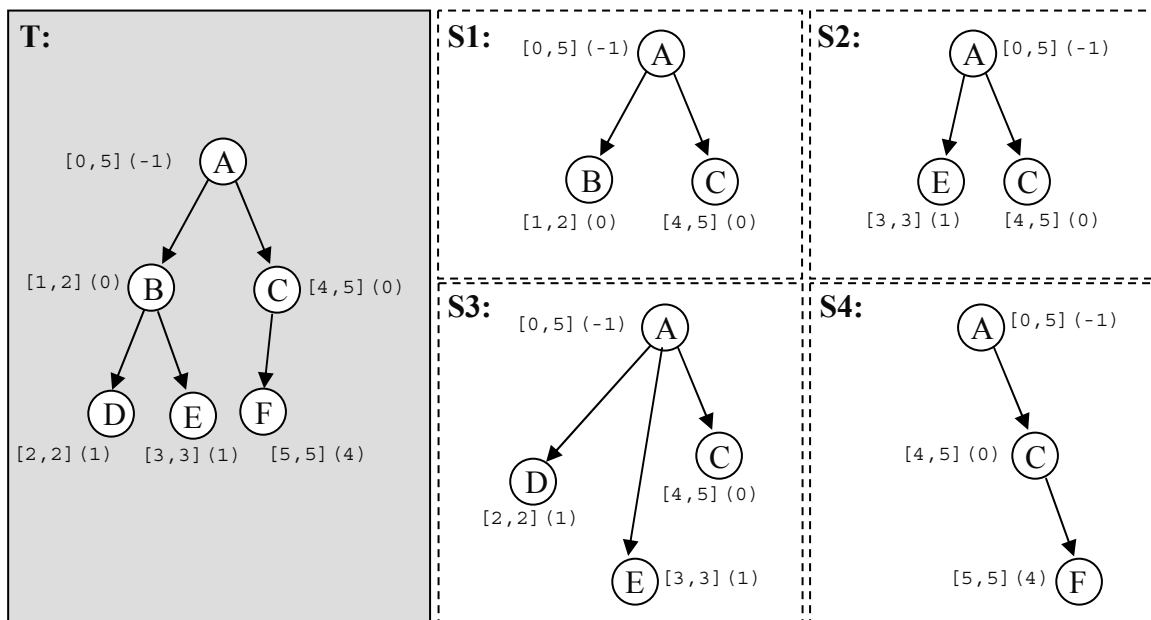 T:
A
[0,5](-1)
[1,2](0)
B
C
[4,5](0)
D
E
F
[2,2](1)
[3,3](1)
[5,5](4)
S1:
[0,5](-1)
A
B
C
[1,2](0)
[4,5](0)
S2:
A
[0,5](-1)
E
C
[3,3](1)
[4,5](0)
S3:
[0,5](-1)
A
C
[4,5](0)
D
[2,2](1)
E
[3,3](1)
S4:
A
[0,5](-1)
[4,5](0)
C
[5,5](4)
F